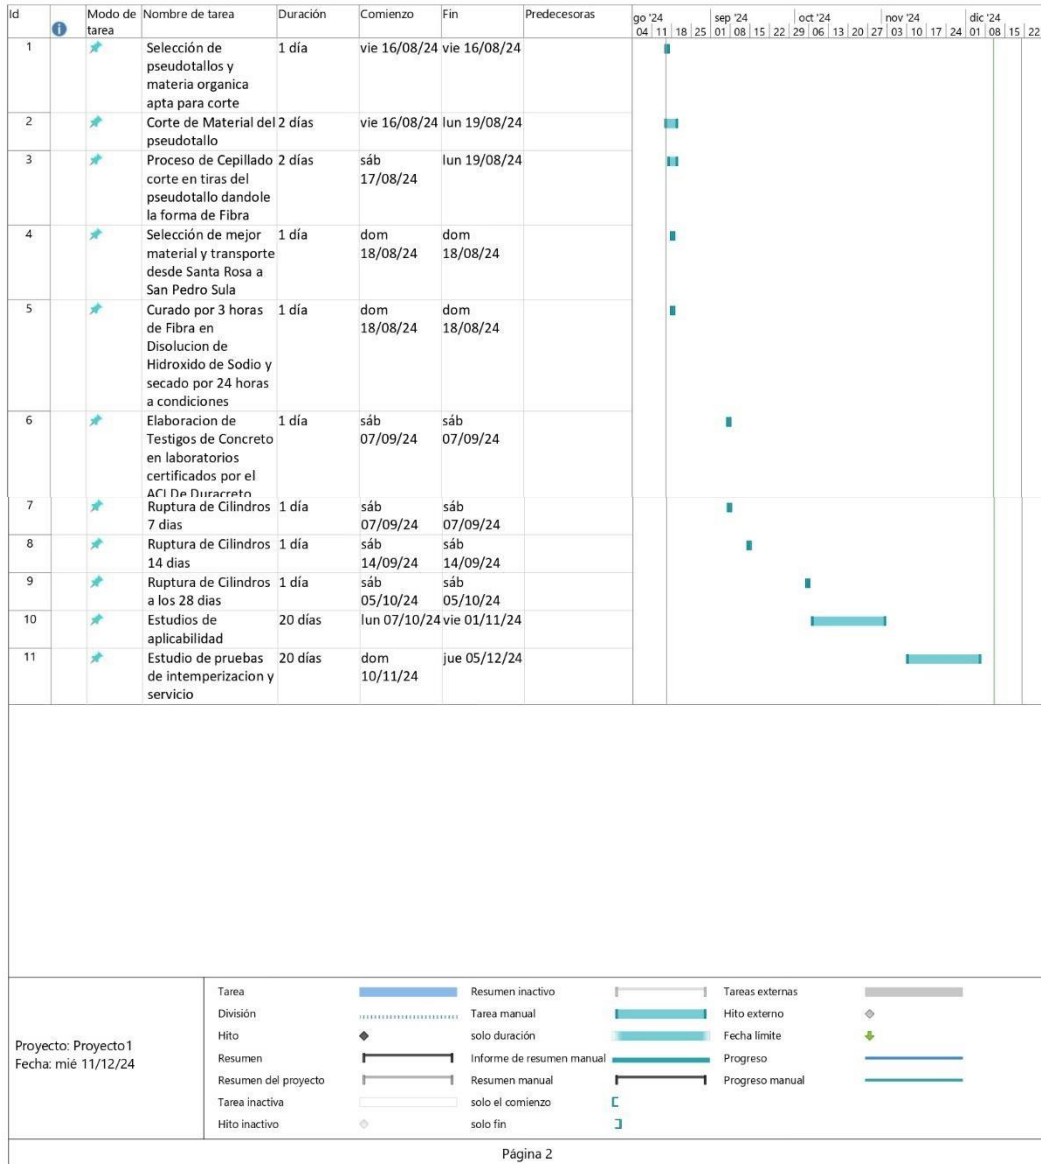 Id Modo de tarea Nombre de tarea Duración Comienzo Fin Predecesoras
go '24 sep '24 oct '24 nov '24 dic '24
04 11 18 25 01 08 15 22 29 06 13 20 27 03 10 17 24 01 08 15 22
1 Selección de 1 día vie 16/08/24 vie 16/08/24
pseudotallos y
materia organica
apta para corte
2 Corte de Material del 2 días vie 16/08/24 lun 19/08/24
pseudotallo
3 Proceso de Cepillado 2 días sáb lun 19/08/24
corte en tiras del 17/08/24
pseudotallo dandole
la forma de Fibra
4 Selección de mejor 1 día dom dom
material y transporte 18/08/24 18/08/24
desde Santa Rosa a
San Pedro Sula
5 Curado por 3 horas 1 día dom dom
de Fibra en 18/08/24 18/08/24
Disolucion de
Hidroxido de Sodio y
secado por 24 horas
a condiciones
6 Elaboracion de 1 día sáb sáb
Testigos de Concreto 07/09/24 07/09/24
en laboratorios
certificados por el
ACI De Duracreto
7 Ruptura de Cilindros 1 día sáb sáb
7 dias 07/09/24 07/09/24
8 Ruptura de Cilindros 1 día sáb sáb
14 dias 14/09/24 14/09/24
9 Ruptura de Cilindros 1 día sáb sáb
a los 28 dias 05/10/24 05/10/24
10 Estudios de 20 días lun 07/10/24 vie 01/11/24
aplicabilidad
11 Estudio de pruebas 20 días dom jue 05/12/24
de intemperizacion y 10/11/24
servicio
Proyecto: Proyecto1
Fecha: mié 11/12/24
Tarea Resumen inactivo Tareas externas
División Tarea manual Hito externo
Hito solo duración Fecha límite
Resumen Informe de resumen manual Progreso
Resumen del proyecto Resumen manual Progreso manual
Tarea inactiva solo el comienzo
Hito inactivo solo fin
Página 2